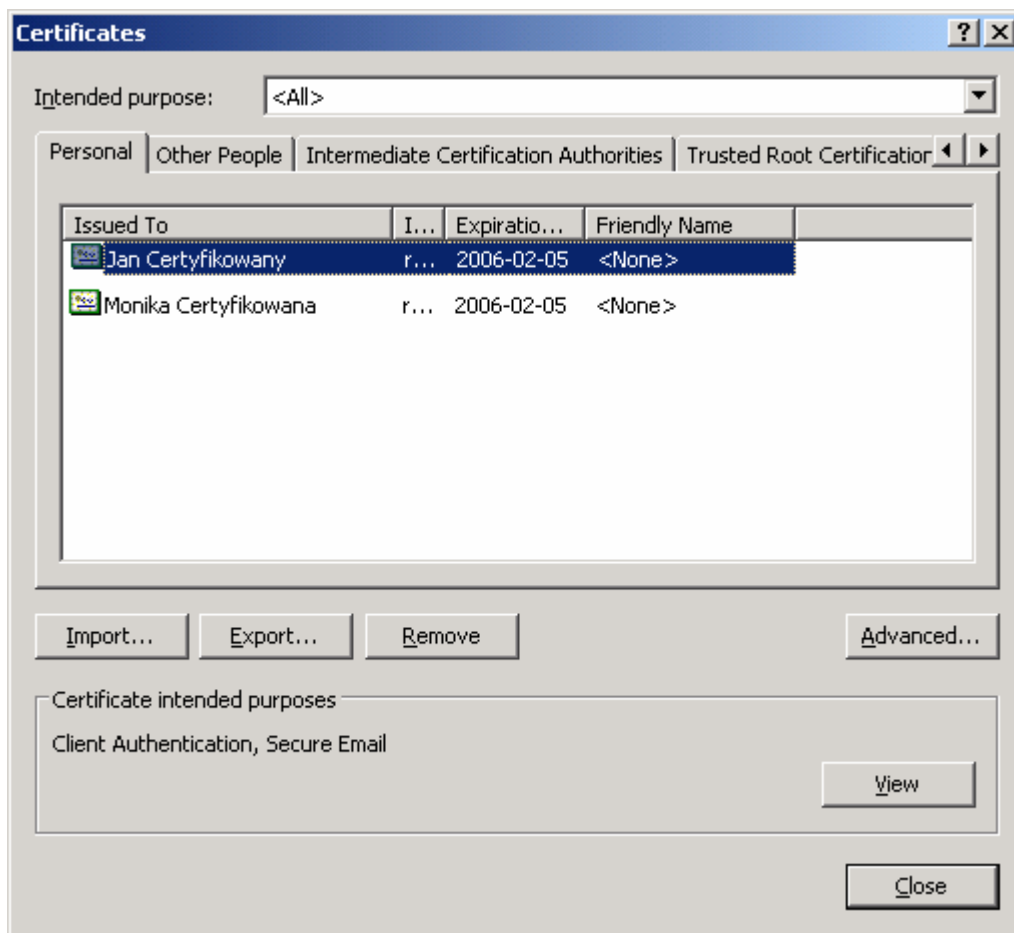 Certificates
Intended purpose: <All>
Personal Other People Intermediate Certification Authorities Trusted Root Certification
Issued To I... Expiratio... Friendly Name
Jan Certyfikowany r... 2006-02-05 <None>
Monika Certyfikowana r... 2006-02-05 <None>
Import... Export... Remove Advanced...
Certificate intended purposes
Client Authentication, Secure Email
View
Close